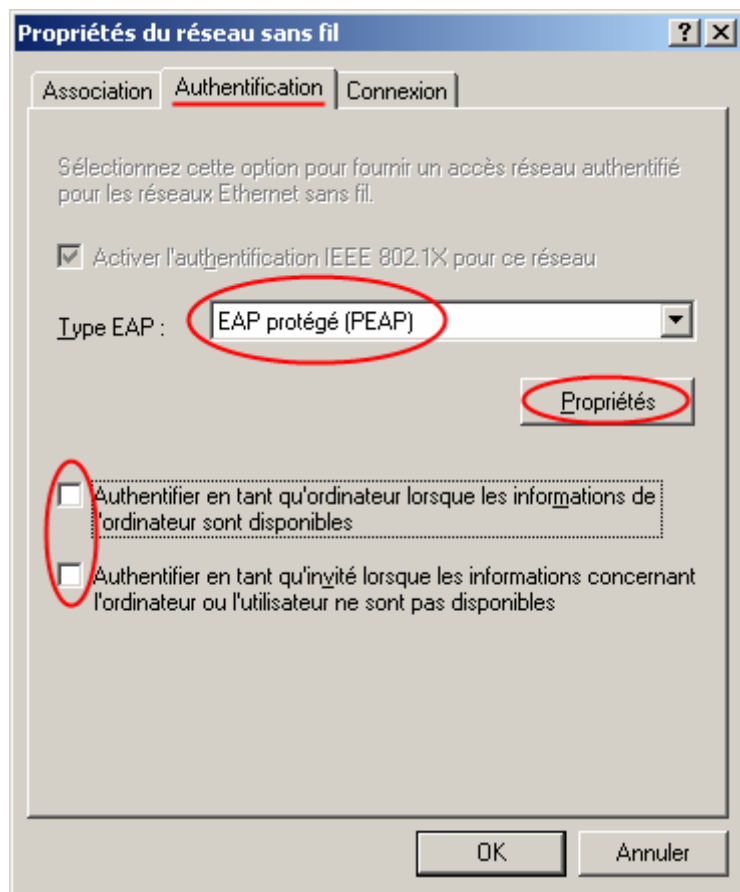 Propriétés du réseau sans fil
Association
Authentification
Connexion
Sélectionnez cette option pour fournir un accès réseau authentifié
pour les réseaux Ethernet sans fil.
Activer l'authentification IEEE 802.1X pour ce réseau
Type EAP :
EAP protégé (PEAP)
Propriétés
Authentifier en tant qu'ordinateur lorsque les informations de
l'ordinateur sont disponibles
Authentifier en tant qu'invité lorsque les informations concernant
l'ordinateur ou l'utilisateur ne sont pas disponibles
OK
Annuler